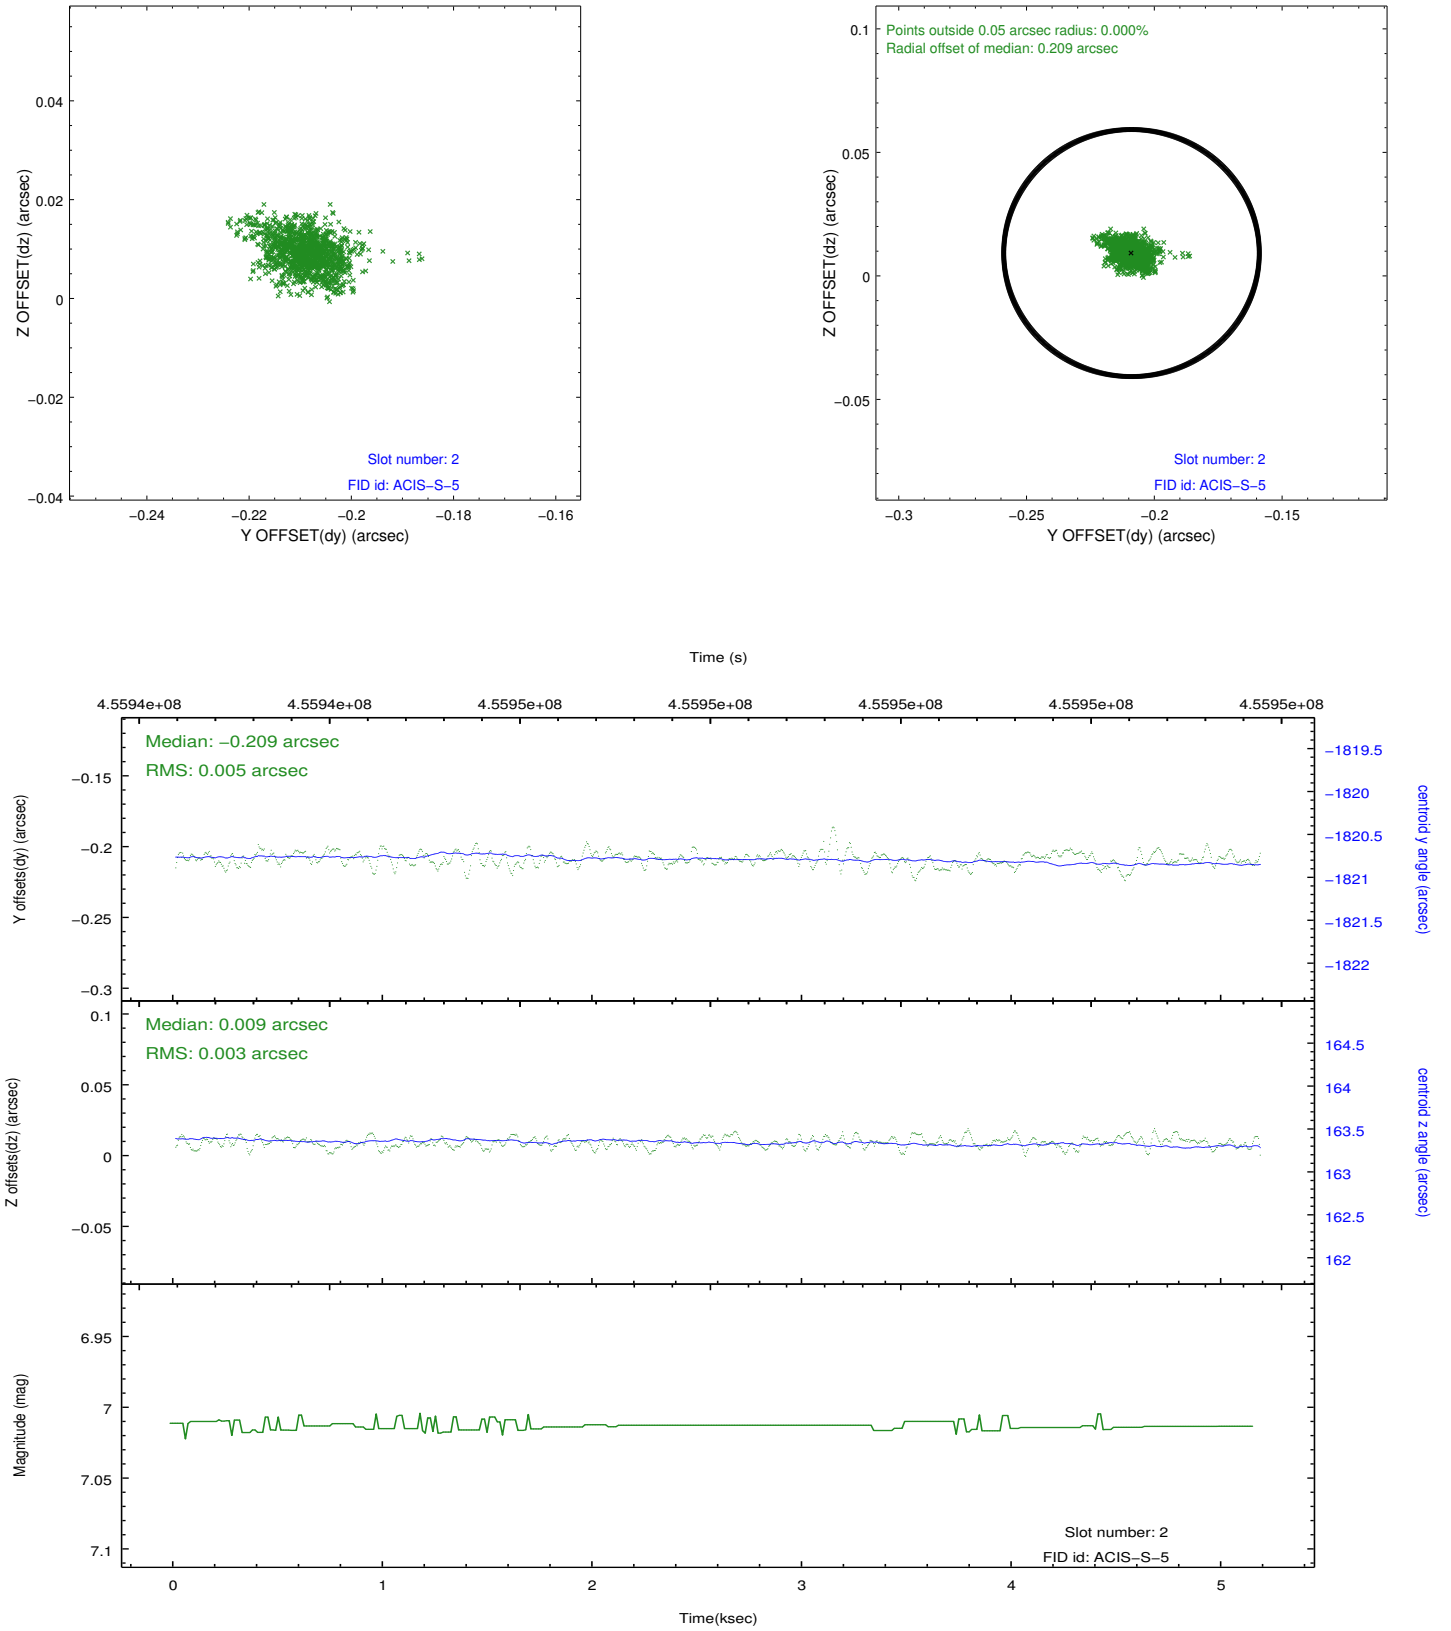 0.04
0.02
0
−0.02
−0.04
Z OFFSET(dz) (arcsec)
−0.24
−0.22
−0.2
−0.18
−0.16
Y OFFSET(dy) (arcsec)
Slot number: 2
FID id: ACIS−S−5
Points outside 0.05 arcsec radius: 0.000%
Radial offset of median: 0.209 arcsec
0.1
0.05
0
−0.05
Z OFFSET(dz) (arcsec)
−0.3
−0.25
−0.2
−0.15
Y OFFSET(dy) (arcsec)
Slot number: 2
FID id: ACIS−S−5
Time (s)
4.5594e+08
4.5594e+08
4.5595e+08
4.5595e+08
4.5595e+08
4.5595e+08
4.5595e+08
Median: −0.209 arcsec
RMS: 0.005 arcsec
−0.15
−0.2
−0.25
−0.3
Y offsets(dy) (arcsec)
−1819.5
−1820
−1820.5
−1821
−1821.5
−1822
centroid y angle (arcsec)
Median: 0.009 arcsec
RMS: 0.003 arcsec
0.1
0.05
0
−0.05
Z offsets(dz) (arcsec)
164.5
164
163.5
163
162.5
162
centroid z angle (arcsec)
6.95
7
7.05
7.1
Magnitude (mag)
Slot number: 2
FID id: ACIS−S−5
0
1
2
3
4
5
Time(ksec)